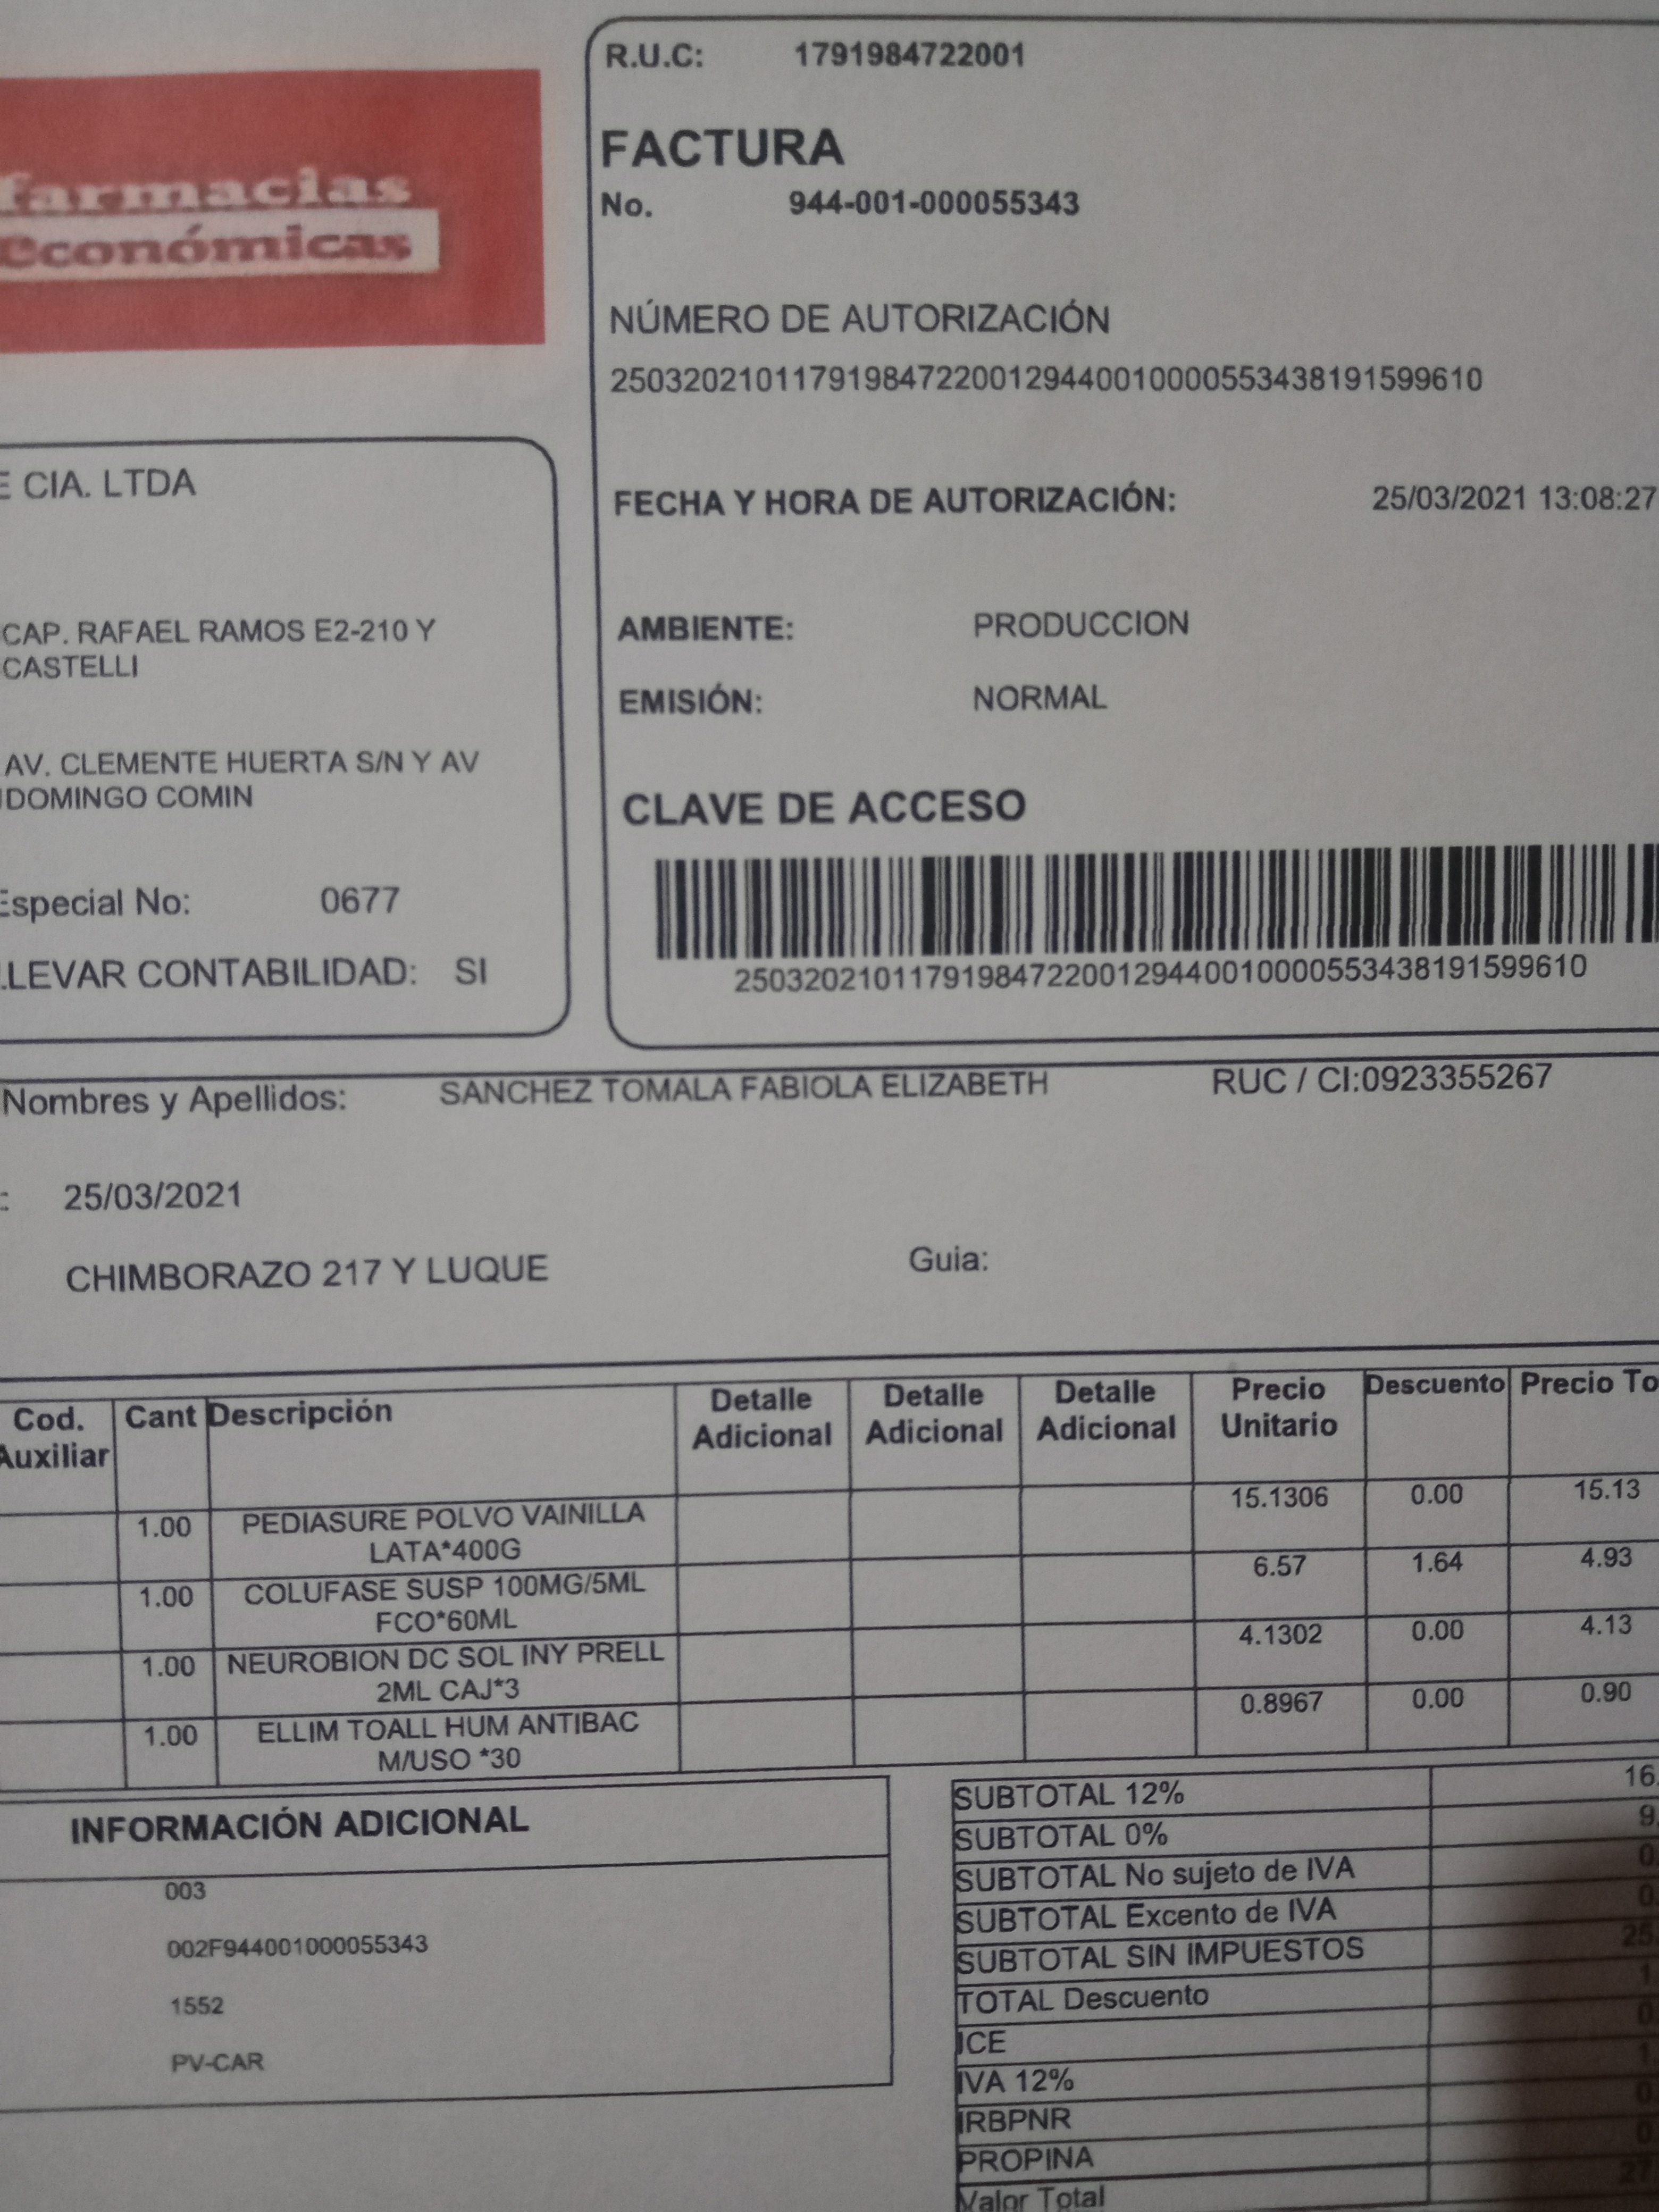 farmacias
económicas
R.U.C: 1791984722001
FACTURA
No. 944-001-000055343
NÚMERO DE AUTORIZACIÓN
2503202101179198472200129440010000553438191599610
FECHA Y HORA DE AUTORIZACIÓN: 25/03/2021 13:08:27
AMBIENTE: PRODUCCION
EMISIÓN: NORMAL
CLAVE DE ACCESO
2503202101179198472200129440010000553438191599610
E CIA. LTDA
CAP. RAFAEL RAMOS E2-210 Y
CASTELLI
AV. CLEMENTE HUERTA S/N Y AV
DOMINGO COMIN
Especial No: 0677
LLEVAR CONTABILIDAD: SI
Nombres y Apellidos: SANCHEZ TOMALA FABIOLA ELIZABETH RUC / CI:0923355267
: 25/03/2021
CHIMBORAZO 217 Y LUQUE Guia:
Cod. Auxiliar Cant Descripción Detalle Adicional Detalle Adicional Detalle Adicional Precio Unitario Descuento Precio To
1.00 PEDIASURE POLVO VAINILLA 15.1306 0.00 15.13
LATA*400G
1.00 COLUFASE SUSP 100MG/5ML 6.57 1.64 4.93
FCO*60ML
1.00 NEUROBION DC SOL INY PRELL 4.1302 0.00 4.13
2ML CAJ*3
1.00 ELLIM TOALL HUM ANTIBAC 0.8967 0.00 0.90
M/USO *30
INFORMACIÓN ADICIONAL
003
002F944001000055343
1552
PV-CAR
SUBTOTAL 12% 16.
SUBTOTAL 0% 9.
SUBTOTAL No sujeto de IVA 0.
SUBTOTAL Excento de IVA 0.
SUBTOTAL SIN IMPUESTOS 25.
TOTAL Descuento 1.
ICE 0.
IVA 12% 1.
IRBPNR 0.
PROPINA 0.
Valor Total 27.